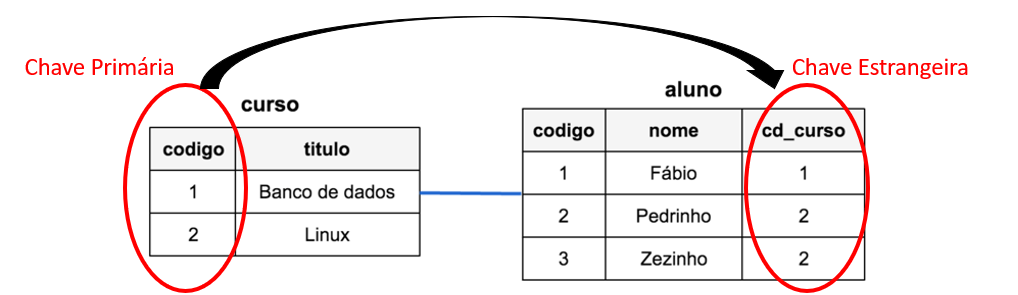 Chave Primária
Chave Estrangeira
curso
codigo titulo
1 Banco de dados
2 Linux
aluno
codigo nome cd_curso
1 Fábio 1
2 Pedrinho 2
3 Zezinho 2